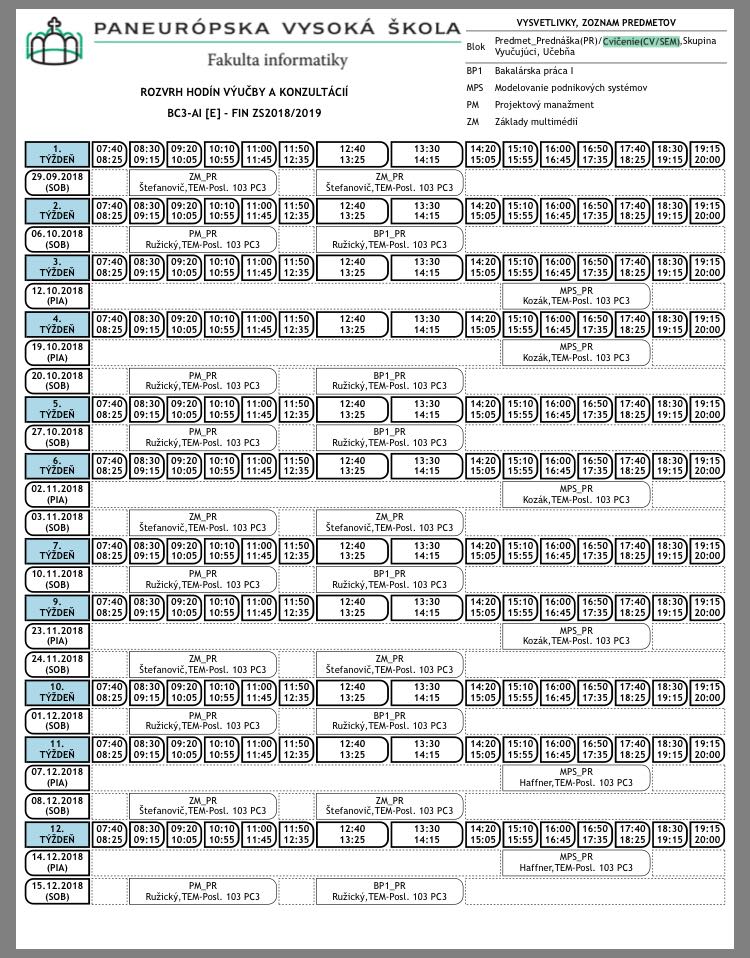 PANEURÓPSKA VYSOKÁ ŠKOLA
Fakulta informatiky
ROZVRH HODÍN VÝUČBY A KONZULTÁCIÍ
BC3-AI [E] - FIN ZS2018/2019
VYSVETLIVKY, ZOZNAM PREDMETOV
Blok Predmet_Prednáška(PR)/Cvičenie(CV/SEM),Skupina
Vyučujúci, Učebňa
BP1 Bakalárska práca I
MPS Modelovanie podnikových systémov
PM Projektový manažment
ZM Základy multimédií
1. 07:40 08:30 09:20 10:10 11:00 11:50 12:40 13:30 14:20 15:10 16:00 16:50 17:40 18:30 19:15
TÝŽDEŇ 08:25 09:15 10:05 10:55 11:45 12:35 13:25 14:15 15:05 15:55 16:45 17:35 18:25 19:15 20:00
29.09.2018 ZM_PR ZM_PR
(SOB) Štefanovič,TEM-Posl. 103 PC3 Štefanovič,TEM-Posl. 103 PC3
2. 07:40 08:30 09:20 10:10 11:00 11:50 12:40 13:30 14:20 15:10 16:00 16:50 17:40 18:30 19:15
TÝŽDEŇ 08:25 09:15 10:05 10:55 11:45 12:35 13:25 14:15 15:05 15:55 16:45 17:35 18:25 19:15 20:00
06.10.2018 PM_PR BP1_PR
(SOB) Ružický,TEM-Posl. 103 PC3 Ružický,TEM-Posl. 103 PC3
3. 07:40 08:30 09:20 10:10 11:00 11:50 12:40 13:30 14:20 15:10 16:00 16:50 17:40 18:30 19:15
TÝŽDEŇ 08:25 09:15 10:05 10:55 11:45 12:35 13:25 14:15 15:05 15:55 16:45 17:35 18:25 19:15 20:00
12.10.2018 MPS_PR
(PIA) Kozák,TEM-Posl. 103 PC3
4. 07:40 08:30 09:20 10:10 11:00 11:50 12:40 13:30 14:20 15:10 16:00 16:50 17:40 18:30 19:15
TÝŽDEŇ 08:25 09:15 10:05 10:55 11:45 12:35 13:25 14:15 15:05 15:55 16:45 17:35 18:25 19:15 20:00
19.10.2018 MPS_PR
(PIA) Kozák,TEM-Posl. 103 PC3
20.10.2018 PM_PR BP1_PR
(SOB) Ružický,TEM-Posl. 103 PC3 Ružický,TEM-Posl. 103 PC3
5. 07:40 08:30 09:20 10:10 11:00 11:50 12:40 13:30 14:20 15:10 16:00 16:50 17:40 18:30 19:15
TÝŽDEŇ 08:25 09:15 10:05 10:55 11:45 12:35 13:25 14:15 15:05 15:55 16:45 17:35 18:25 19:15 20:00
27.10.2018 PM_PR BP1_PR
(SOB) Ružický,TEM-Posl. 103 PC3 Ružický,TEM-Posl. 103 PC3
6. 07:40 08:30 09:20 10:10 11:00 11:50 12:40 13:30 14:20 15:10 16:00 16:50 17:40 18:30 19:15
TÝŽDEŇ 08:25 09:15 10:05 10:55 11:45 12:35 13:25 14:15 15:05 15:55 16:45 17:35 18:25 19:15 20:00
02.11.2018 MPS_PR
(PIA) Kozák,TEM-Posl. 103 PC3
03.11.2018 ZM_PR ZM_PR
(SOB) Štefanovič,TEM-Posl. 103 PC3 Štefanovič,TEM-Posl. 103 PC3
7. 07:40 08:30 09:20 10:10 11:00 11:50 12:40 13:30 14:20 15:10 16:00 16:50 17:40 18:30 19:15
TÝŽDEŇ 08:25 09:15 10:05 10:55 11:45 12:35 13:25 14:15 15:05 15:55 16:45 17:35 18:25 19:15 20:00
10.11.2018 PM_PR BP1_PR
(SOB) Ružický,TEM-Posl. 103 PC3 Ružický,TEM-Posl. 103 PC3
9. 07:40 08:30 09:20 10:10 11:00 11:50 12:40 13:30 14:20 15:10 16:00 16:50 17:40 18:30 19:15
TÝŽDEŇ 08:25 09:15 10:05 10:55 11:45 12:35 13:25 14:15 15:05 15:55 16:45 17:35 18:25 19:15 20:00
23.11.2018 MPS_PR
(PIA) Kozák,TEM-Posl. 103 PC3
24.11.2018 ZM_PR ZM_PR
(SOB) Štefanovič,TEM-Posl. 103 PC3 Štefanovič,TEM-Posl. 103 PC3
10. 07:40 08:30 09:20 10:10 11:00 11:50 12:40 13:30 14:20 15:10 16:00 16:50 17:40 18:30 19:15
TÝŽDEŇ 08:25 09:15 10:05 10:55 11:45 12:35 13:25 14:15 15:05 15:55 16:45 17:35 18:25 19:15 20:00
01.12.2018 PM_PR BP1_PR
(SOB) Ružický,TEM-Posl. 103 PC3 Ružický,TEM-Posl. 103 PC3
11. 07:40 08:30 09:20 10:10 11:00 11:50 12:40 13:30 14:20 15:10 16:00 16:50 17:40 18:30 19:15
TÝŽDEŇ 08:25 09:15 10:05 10:55 11:45 12:35 13:25 14:15 15:05 15:55 16:45 17:35 18:25 19:15 20:00
07.12.2018 MPS_PR
(PIA) Haffner,TEM-Posl. 103 PC3
08.12.2018 ZM_PR ZM_PR
(SOB) Štefanovič,TEM-Posl. 103 PC3 Štefanovič,TEM-Posl. 103 PC3
12. 07:40 08:30 09:20 10:10 11:00 11:50 12:40 13:30 14:20 15:10 16:00 16:50 17:40 18:30 19:15
TÝŽDEŇ 08:25 09:15 10:05 10:55 11:45 12:35 13:25 14:15 15:05 15:55 16:45 17:35 18:25 19:15 20:00
14.12.2018 MPS_PR
(PIA) Haffner,TEM-Posl. 103 PC3
15.12.2018 PM_PR BP1_PR
(SOB) Ružický,TEM-Posl. 103 PC3 Ružický,TEM-Posl. 103 PC3